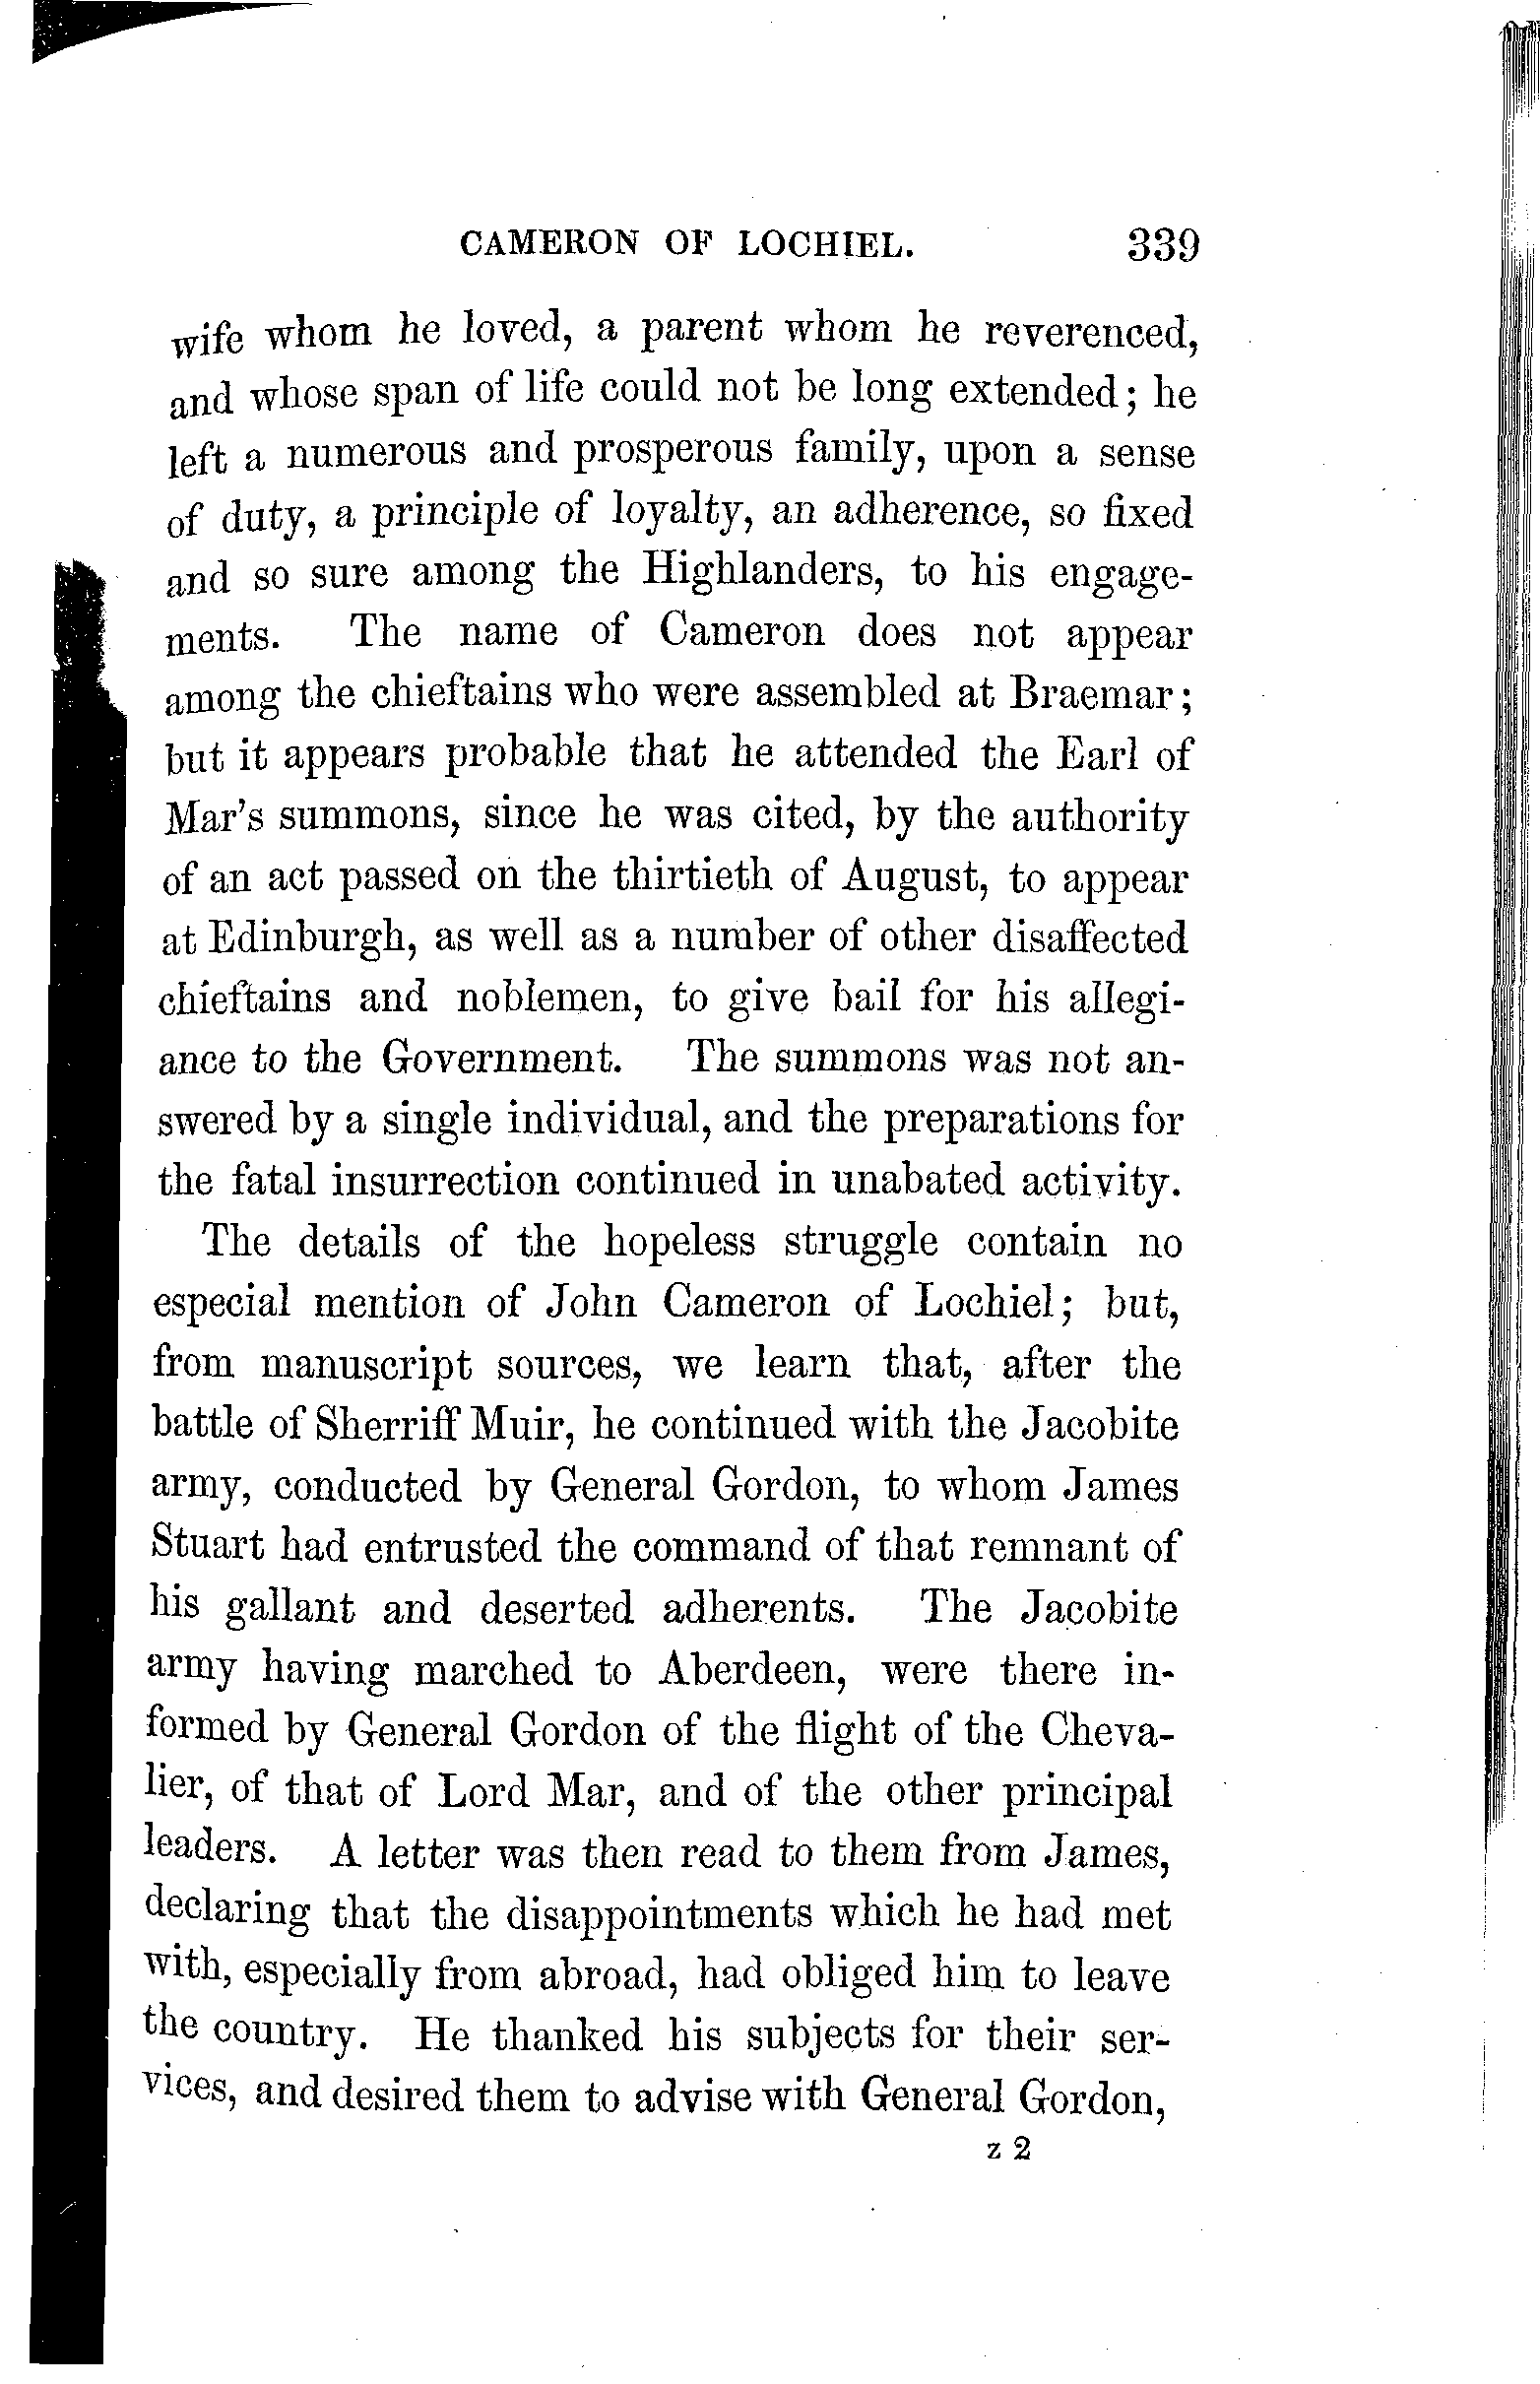 CAMERON OF LOCHIEL. 339
wife whom he loved, a parent whom he reverenced,
and whose span of life could not be long extended; he
left a numerous and prosperous family, upon a sense
of duty, a principle of loyalty, an adherence, so fixed
and so sure among the Highlanders, to his engage-
ments. The name of Cameron does not appear
among the chieftains who were assembled at Braemar;
but it appears probable that he attended the Earl of
Mar's summons, since he was cited, by the authority
of an act passed on the thirtieth of August, to appear
at Edinburgh, as well as a number of other disaffected
chieftains and noblemen, to give bail for his allegi-
ance to the Government. The summons was not an-
swered by a single individual, and the preparations for
the fatal insurrection continued in unabated activity.
The details of the hopeless struggle contain no
especial mention of John Cameron of Lochiel; but,
from manuscript sources, we learn that, after the
battle of Sherriff Muir, he continued with the Jacobite
army, conducted by General Gordon, to whom James
Stuart had entrusted the command of that remnant of
his gallant and deserted adherents. The Jacobite
army having marched to Aberdeen, were there in-
formed by General Gordon of the flight of the Cheva-
lier, of that of Lord Mar, and of the other principal
leaders. A letter was then read to them from James,
declaring that the disappointments which he had met
with, especially from abroad, had obliged him to leave
the country. He thanked his subjects for their ser-
vices, and desired them to advise with General Gordon,
z 2